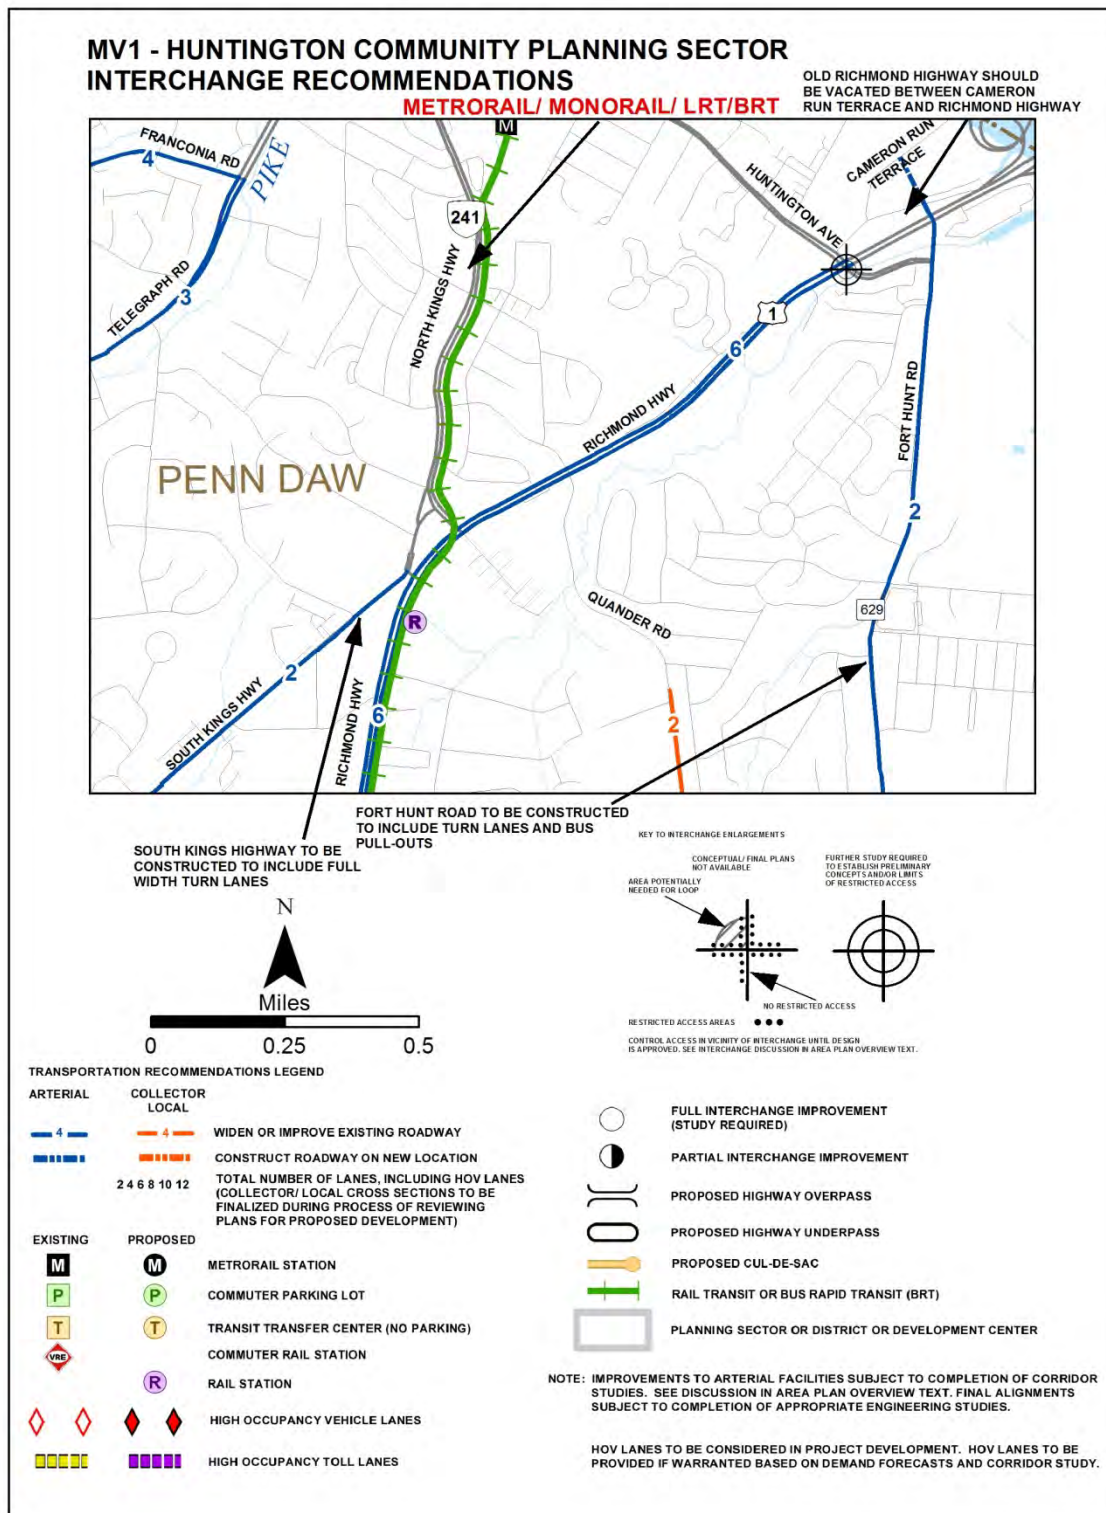 MV1 - HUNTINGTON COMMUNITY PLANNING SECTOR
INTERCHANGE RECOMMENDATIONS
METRORAIL/ MONORAIL/ LRT/BRT
OLD RICHMOND HIGHWAY SHOULD
BE VACATED BETWEEN CAMERON
RUN TERRACE AND RICHMOND HIGHWAY
FRANCONIA RD
4
PIKE
M
241
HUNTINGTON AVE
CAMERON RUN
TERRACE
TELEGRAPH RD
3
NORTH KINGS HWY
1
6
RICHMOND HWY
FORT HUNT RD
PENN DAW
2
QUANDER RD
629
R
SOUTH KINGS HWY
2
RICHMOND HWY
6
2
SOUTH KINGS HIGHWAY TO BE
CONSTRUCTED TO INCLUDE FULL
WIDTH TURN LANES
FORT HUNT ROAD TO BE CONSTRUCTED
TO INCLUDE TURN LANES AND BUS
PULL-OUTS
KEY TO INTERCHANGE ENLARGEMENTS
CONCEPTUAL/ FINAL PLANS
NOT AVAILABLE
AREA POTENTIALLY
NEEDED FOR LOOP
FURTHER STUDY REQUIRED
TO ESTABLISH PRELIMINARY
CONCEPTS AND/OR LIMITS
OF RESTRICTED ACCESS
NO RESTRICTED ACCESS
RESTRICTED ACCESS AREAS
CONTROL ACCESS IN VICINITY OF INTERCHANGE UNTIL DESIGN
IS APPROVED. SEE INTERCHANGE DISCUSSION IN AREA PLAN OVERVIEW TEXT.
N
Miles
0 0.25 0.5
TRANSPORTATION RECOMMENDATIONS LEGEND
ARTERIAL
COLLECTOR
LOCAL
4 4 WIDEN OR IMPROVE EXISTING ROADWAY
CONSTRUCT ROADWAY ON NEW LOCATION
2 4 6 8 10 12 TOTAL NUMBER OF LANES, INCLUDING HOV LANES
(COLLECTOR/ LOCAL CROSS SECTIONS TO BE
FINALIZED DURING PROCESS OF REVIEWING
PLANS FOR PROPOSED DEVELOPMENT)
EXISTING PROPOSED
M M METRORAIL STATION
P P COMMUTER PARKING LOT
T T TRANSIT TRANSFER CENTER (NO PARKING)
VRE COMMUTER RAIL STATION
R RAIL STATION
HIGH OCCUPANCY VEHICLE LANES
HIGH OCCUPANCY TOLL LANES
FULL INTERCHANGE IMPROVEMENT
(STUDY REQUIRED)
PARTIAL INTERCHANGE IMPROVEMENT
PROPOSED HIGHWAY OVERPASS
PROPOSED HIGHWAY UNDERPASS
PROPOSED CUL-DE-SAC
RAIL TRANSIT OR BUS RAPID TRANSIT (BRT)
PLANNING SECTOR OR DISTRICT OR DEVELOPMENT CENTER
NOTE: IMPROVEMENTS TO ARTERIAL FACILITIES SUBJECT TO COMPLETION OF CORRIDOR
STUDIES. SEE DISCUSSION IN AREA PLAN OVERVIEW TEXT. FINAL ALIGNMENTS
SUBJECT TO COMPLETION OF APPROPRIATE ENGINEERING STUDIES.
HOV LANES TO BE CONSIDERED IN PROJECT DEVELOPMENT. HOV LANES TO BE
PROVIDED IF WARRANTED BASED ON DEMAND FORECASTS AND CORRIDOR STUDY.